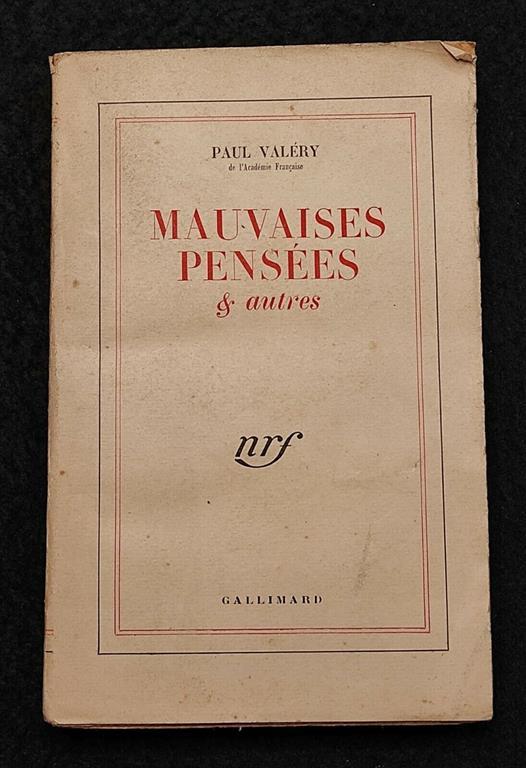 PAUL VALÉRY
de l'Académie Française
MAUVAISES
PENSÉES
& autres
nrf
GALLIMARD